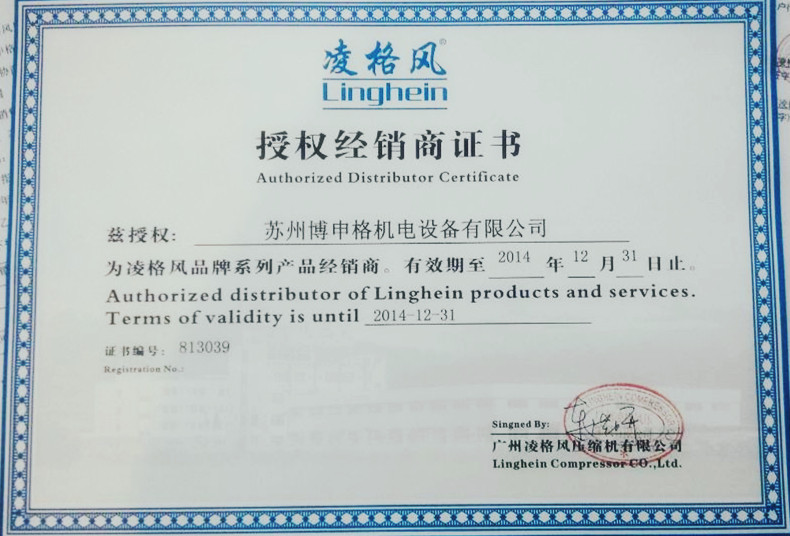 凌格风®
Linghein
授权经销商证书
Authorized Distributor Certificate
兹授权: 苏州博申格机电设备有限公司
为凌格风品牌系列产品经销商。有效期至 2014 年 12 月 31 日止。
Authorized distributor of Linghein products and services.
Terms of validity is until 2014-12-31
证书编号: 813039
Registration No.:
Singned By:
广州凌格风压缩机有限公司
Linghein Compressor CO.,Ltd.